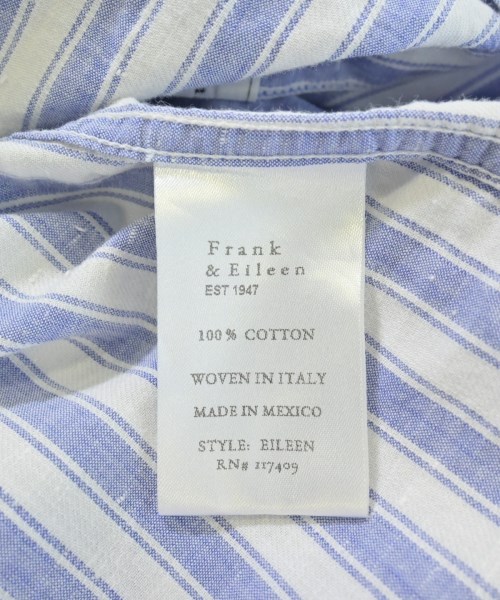 Frank
& Eileen
EST 1947
100% COTTON
WOVEN IN ITALY
MADE IN MEXICO
STYLE: EILEEN
RN# 117409